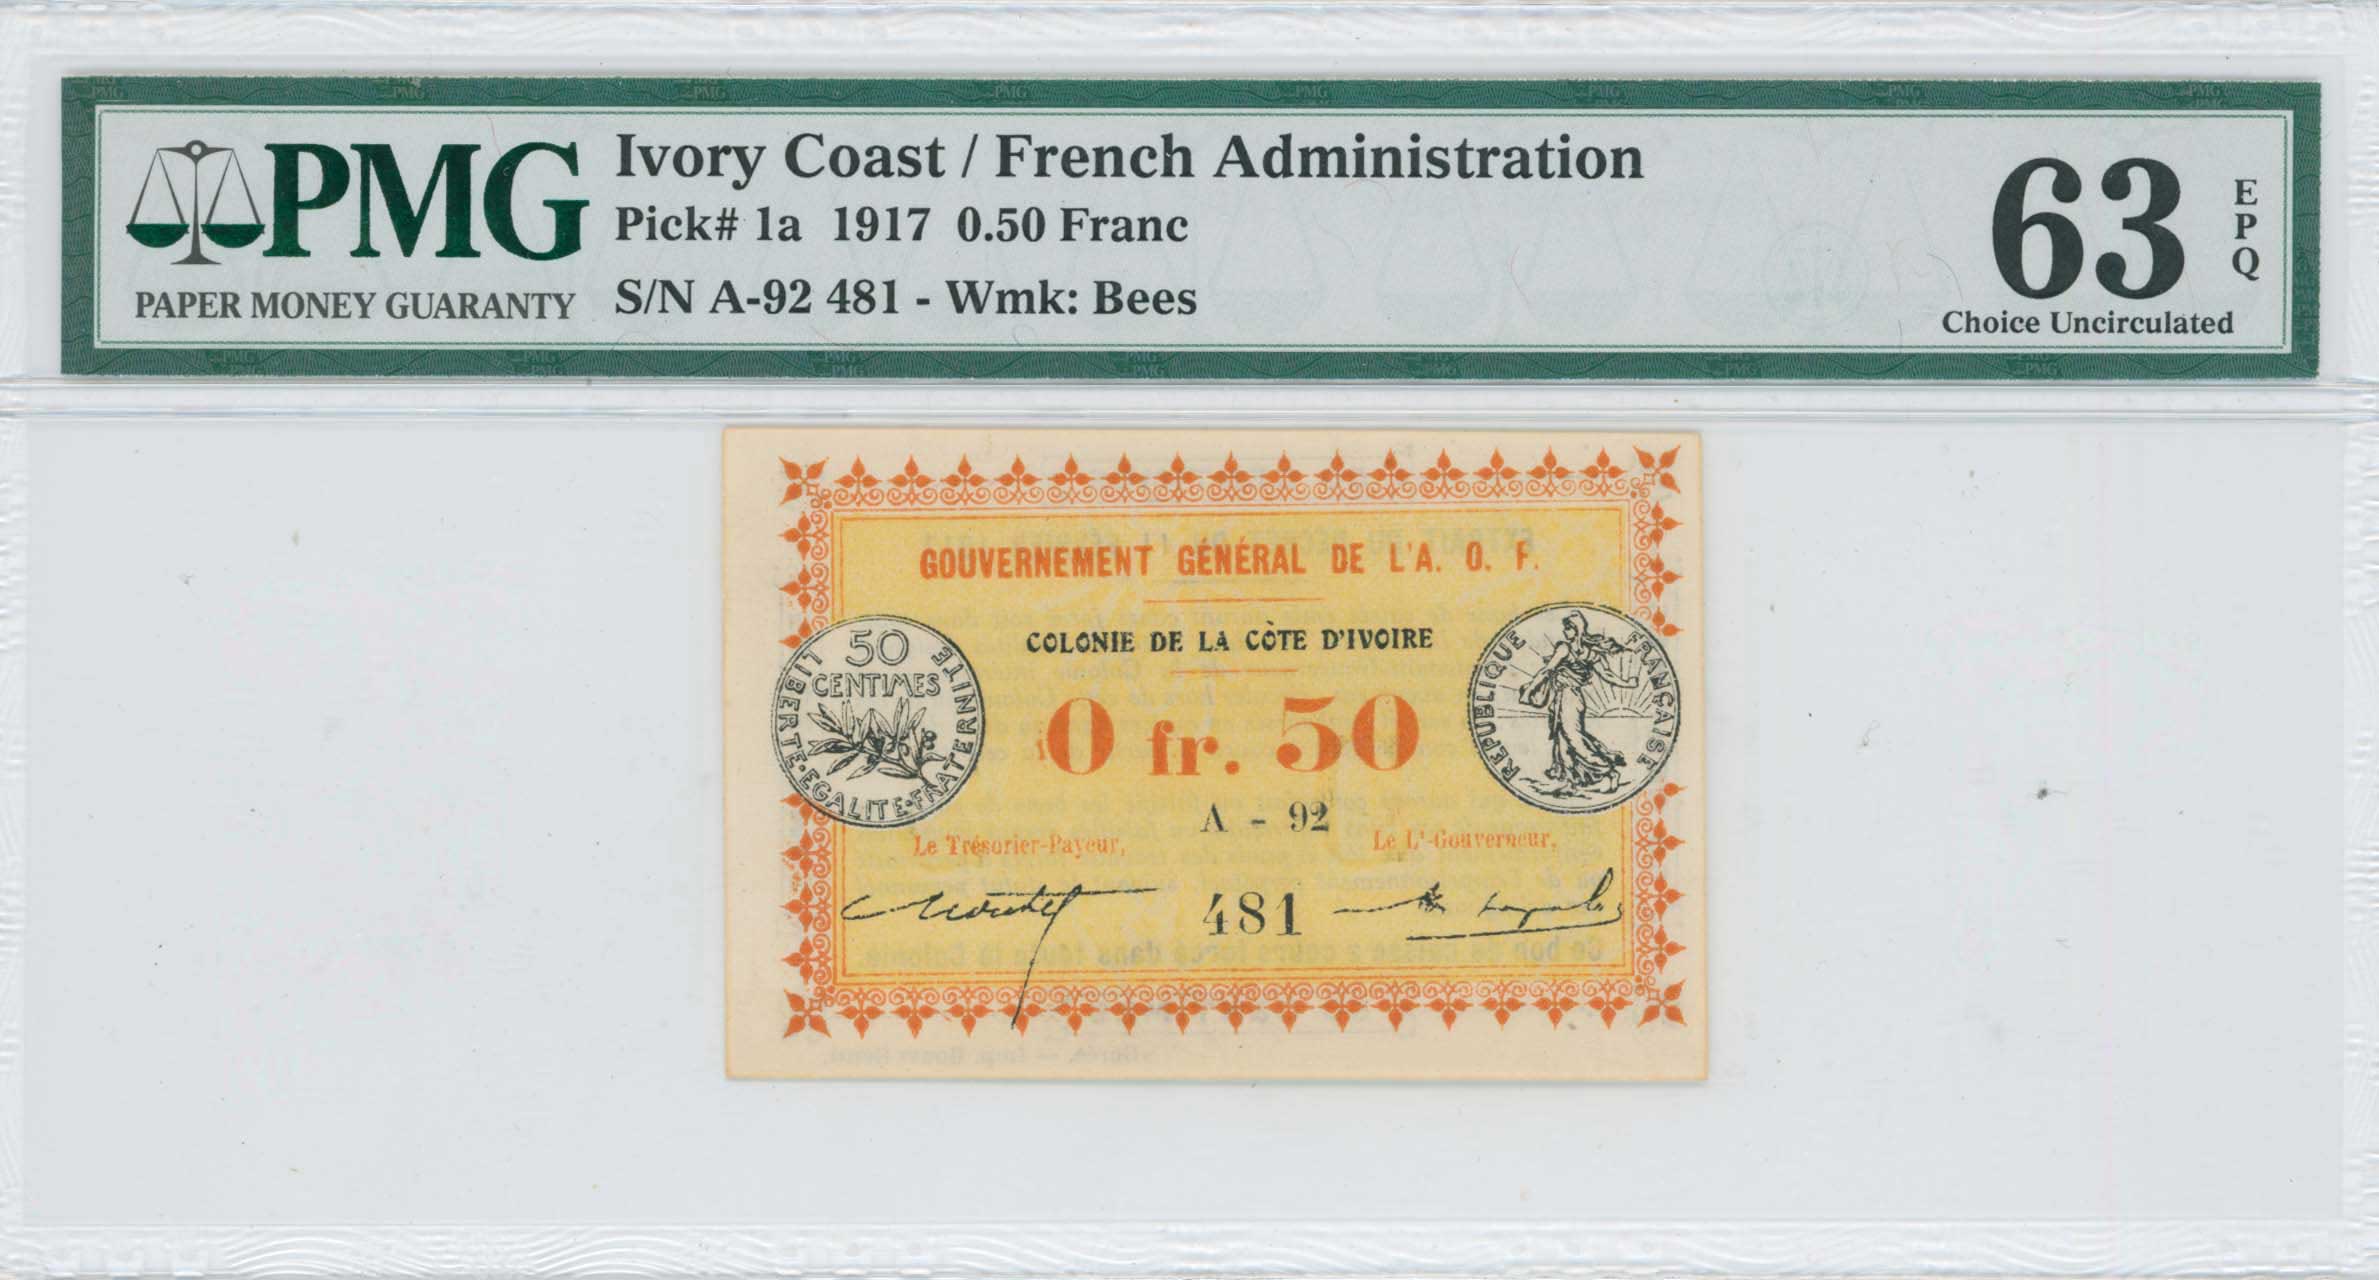 PMG
PAPER MONEY GUARANTY
Ivory Coast / French Administration
Pick# 1a 1917 0.50 Franc
S/N A-92 481 - Wmk: Bees
63
EPQ
Choice Uncirculated
GOUVERNEMENT GÉNÉRAL DE L'A. O. F.
COLONIE DE LA CÔTE D'IVOIRE
50
CENTIMES
LIBERTE·EGALITE·FRATERNITE
REPUBLIQUE FRANÇAISE
0 fr. 50
A - 92
Le Trésorier-Payeur,
Le Lt-Gouverneur,
481